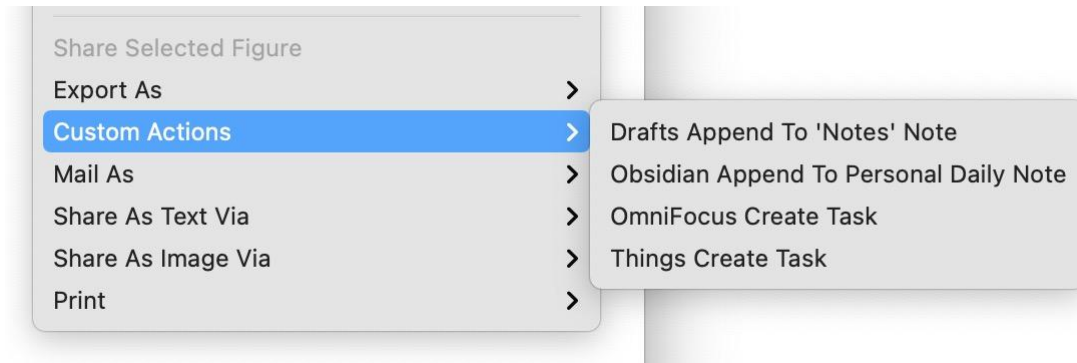 Share Selected Figure
Export As
Custom Actions
Mail As
Share As Text Via
Share As Image Via
Print
Drafts Append To 'Notes' Note
Obsidian Append To Personal Daily Note
OmniFocus Create Task
Things Create Task